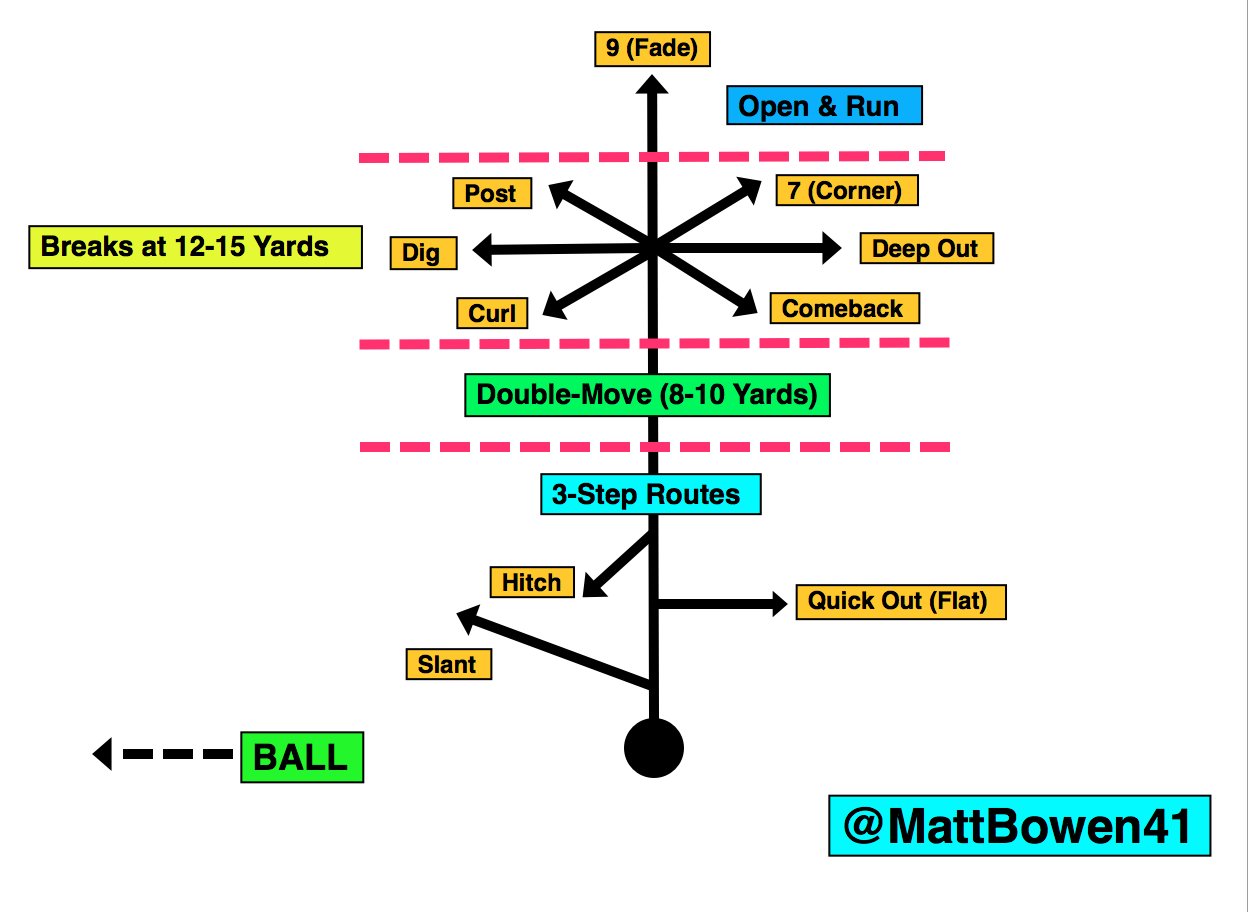 9 (Fade)
Open & Run
Post
7 (Corner)
Breaks at 12-15 Yards
Dig
Deep Out
Curl
Comeback
Double-Move (8-10 Yards)
3-Step Routes
Hitch
Quick Out (Flat)
Slant
BALL
@MattBowen41